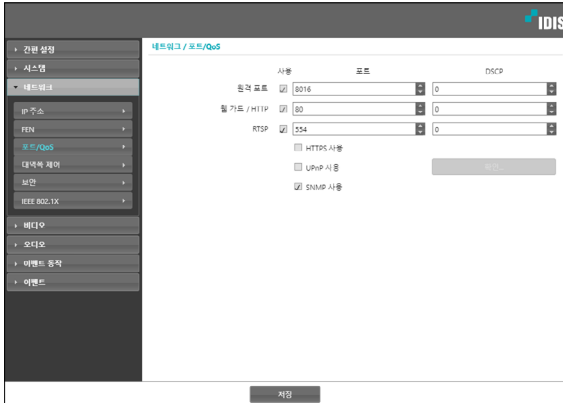 IDIS
간편 설정
시스템
네트워크
IP 주소
FEN
포트/QoS
대역폭 제어
보안
IEEE 802.1X
비디오
오디오
이벤트 동작
이벤트
네트워크 / 포트/QoS
사용 포트 DSCP
원격 포트 8016 0
웹 가드 / HTTP 80 0
RTSP 554 0
HTTPS 사용
UPnP 사용
SNMP 사용
저장